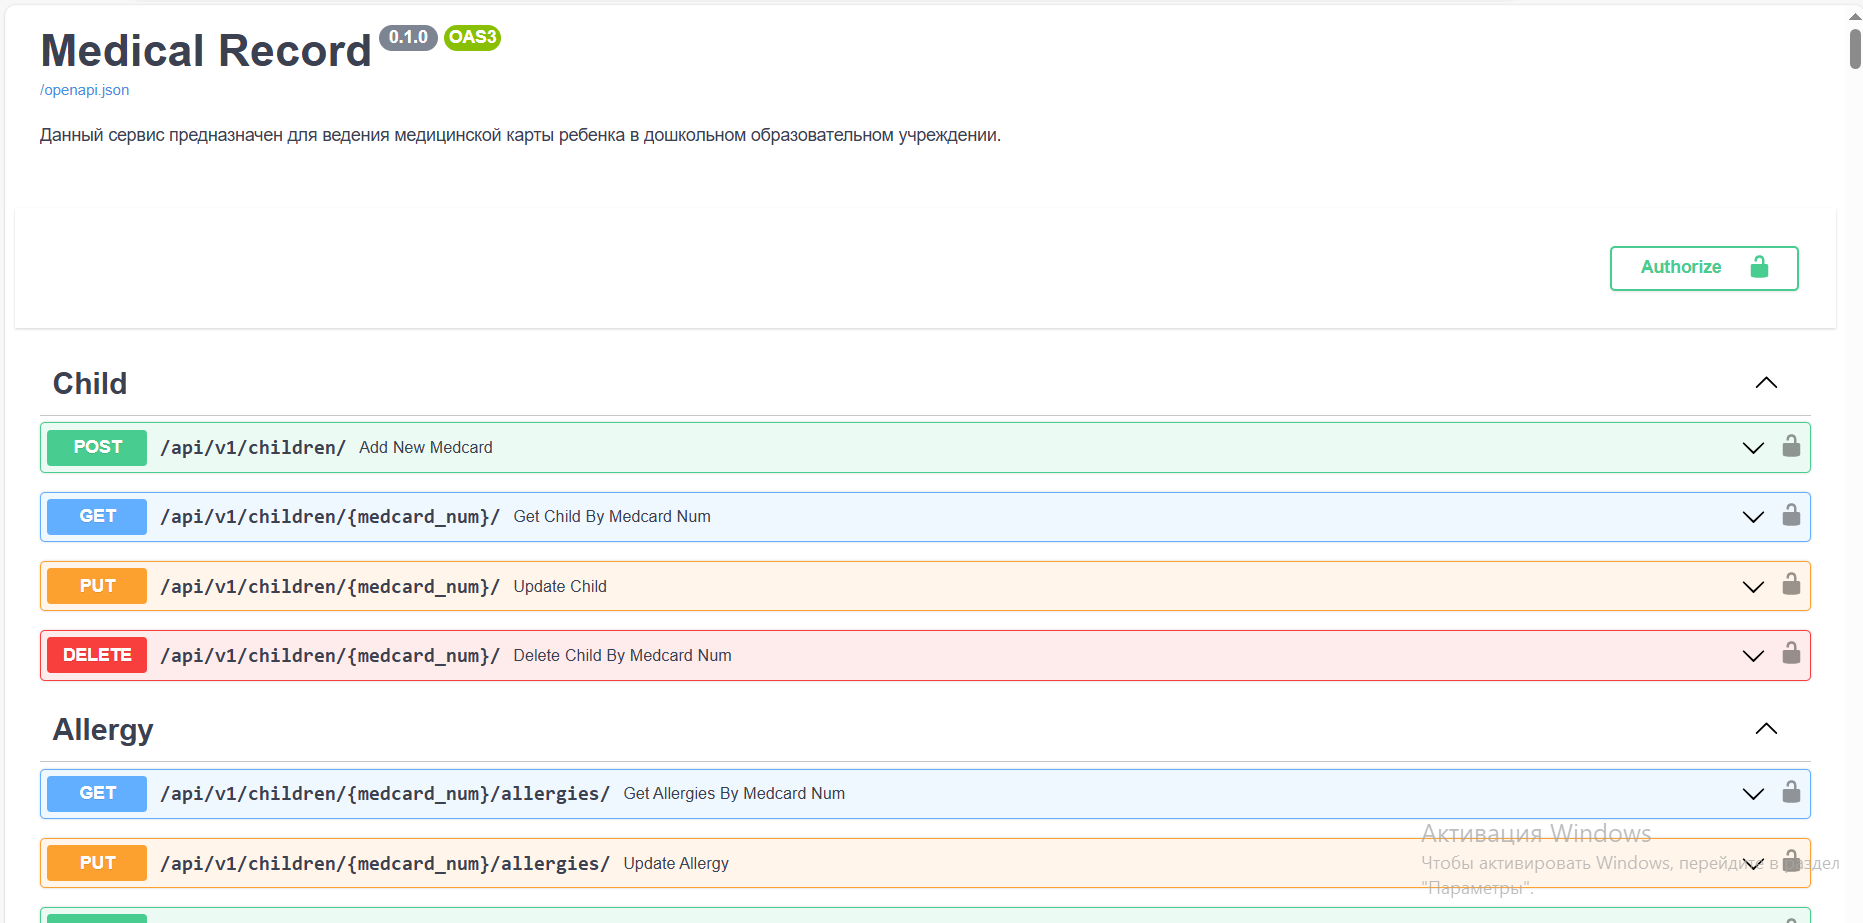 Medical Record 0.1.0 OAS3
/openapi.json
Данный сервис предназначен для ведения медицинской карты ребенка в дошкольном образовательном учреждении.
Authorize
Child
POST /api/v1/children/ Add New Medcard
GET /api/v1/children/{medcard_num}/ Get Child By Medcard Num
PUT /api/v1/children/{medcard_num}/ Update Child
DELETE /api/v1/children/{medcard_num}/ Delete Child By Medcard Num
Allergy
GET /api/v1/children/{medcard_num}/allergies/ Get Allergies By Medcard Num
PUT /api/v1/children/{medcard_num}/allergies/ Update Allergy
Активация Windows
Чтобы активировать Windows, перейдите в раздел
"Параметры".